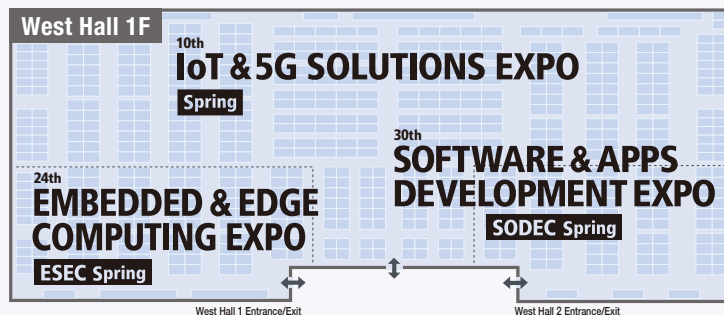 West Hall 1F
10th
IoT & 5G SOLUTIONS EXPO
Spring
30th
SOFTWARE & APPS
DEVELOPMENT EXPO
SODEC Spring
24th
EMBEDDED & EDGE
COMPUTING EXPO
ESEC Spring
West Hall 1 Entrance/Exit
West Hall 2 Entrance/Exit